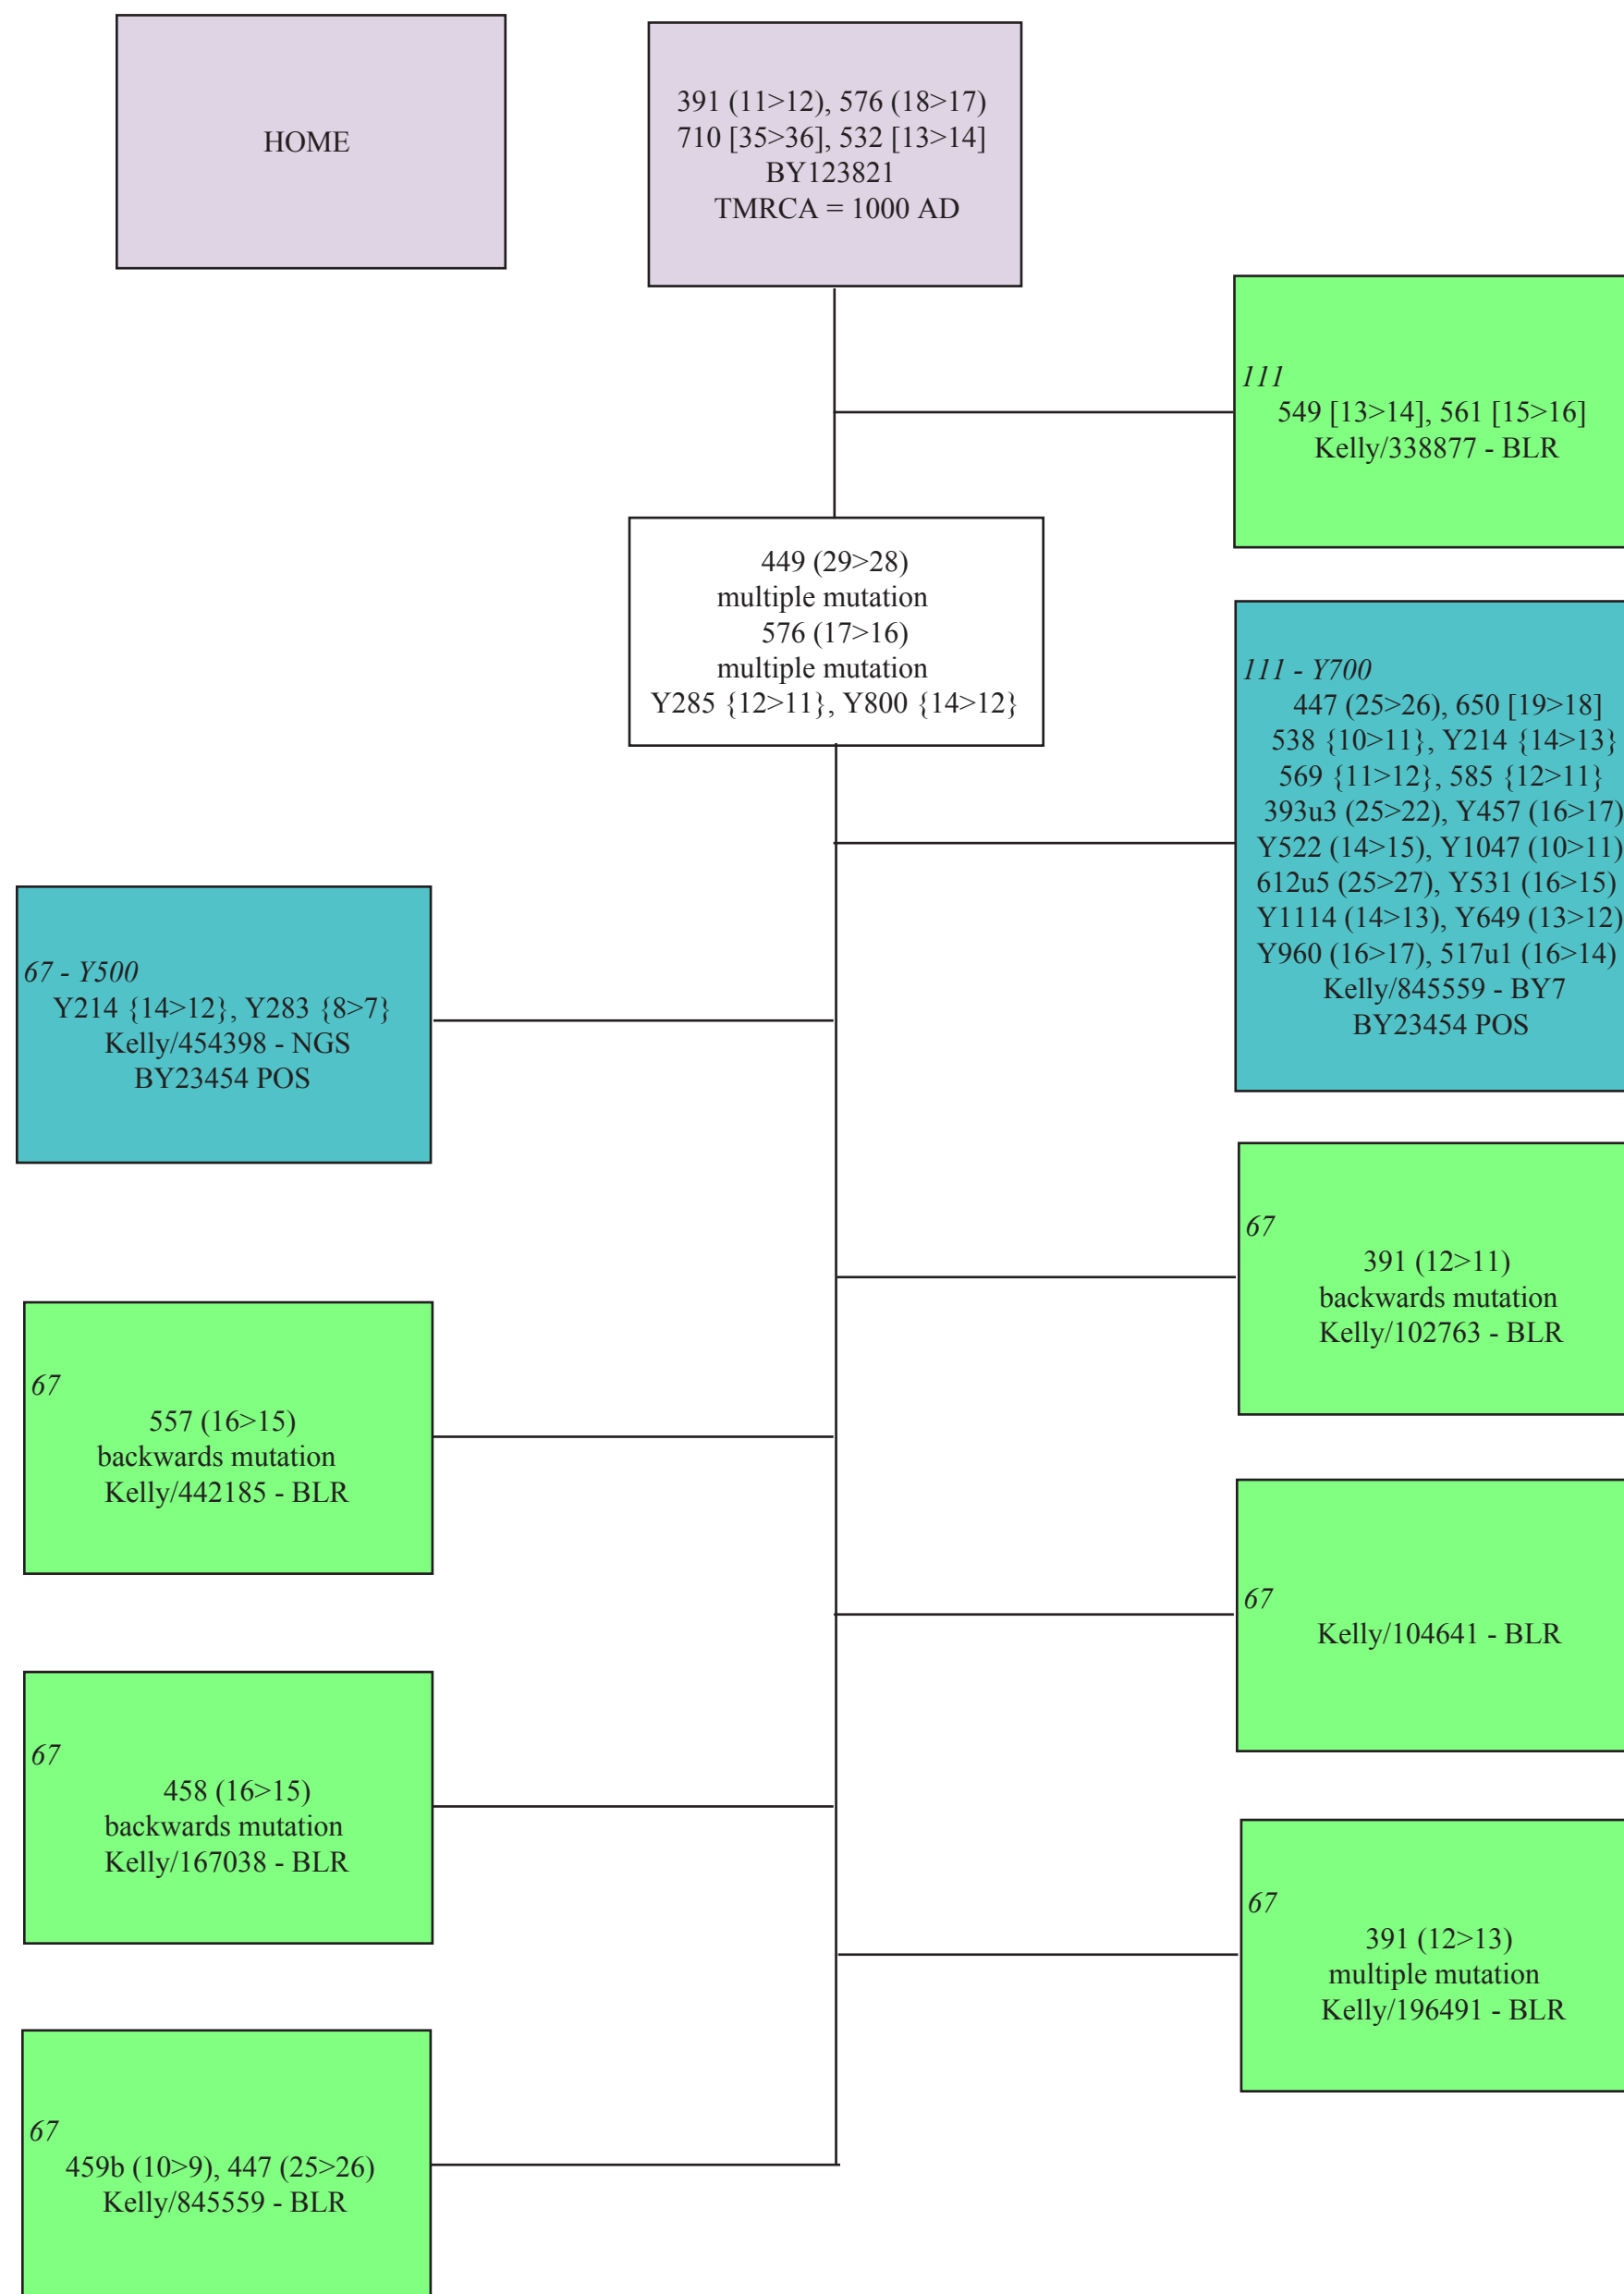 HOME
391 (11>12), 576 (18>17)
710 [35>36], 532 [13>14]
BY123821
TMRCA = 1000 AD
111
549 [13>14], 561 [15>16]
Kelly/338877 - BLR
449 (29>28)
multiple mutation
576 (17>16)
multiple mutation
Y285 {12>11}, Y800 {14>12}
111 - Y700
447 (25>26), 650 [19>18]
538 {10>11}, Y214 {14>13}
569 {11>12}, 585 {12>11}
393u3 (25>22), Y457 (16>17)
Y522 (14>15), Y1047 (10>11)
612u5 (25>27), Y531 (16>15)
Y1114 (14>13), Y649 (13>12)
Y960 (16>17), 517u1 (16>14)
Kelly/845559 - BY7
BY23454 POS
67 - Y500
Y214 {14>12}, Y283 {8>7}
Kelly/454398 - NGS
BY23454 POS
67
391 (12>11)
backwards mutation
Kelly/102763 - BLR
67
557 (16>15)
backwards mutation
Kelly/442185 - BLR
67
Kelly/104641 - BLR
67
458 (16>15)
backwards mutation
Kelly/167038 - BLR
67
391 (12>13)
multiple mutation
Kelly/196491 - BLR
67
459b (10>9), 447 (25>26)
Kelly/845559 - BLR